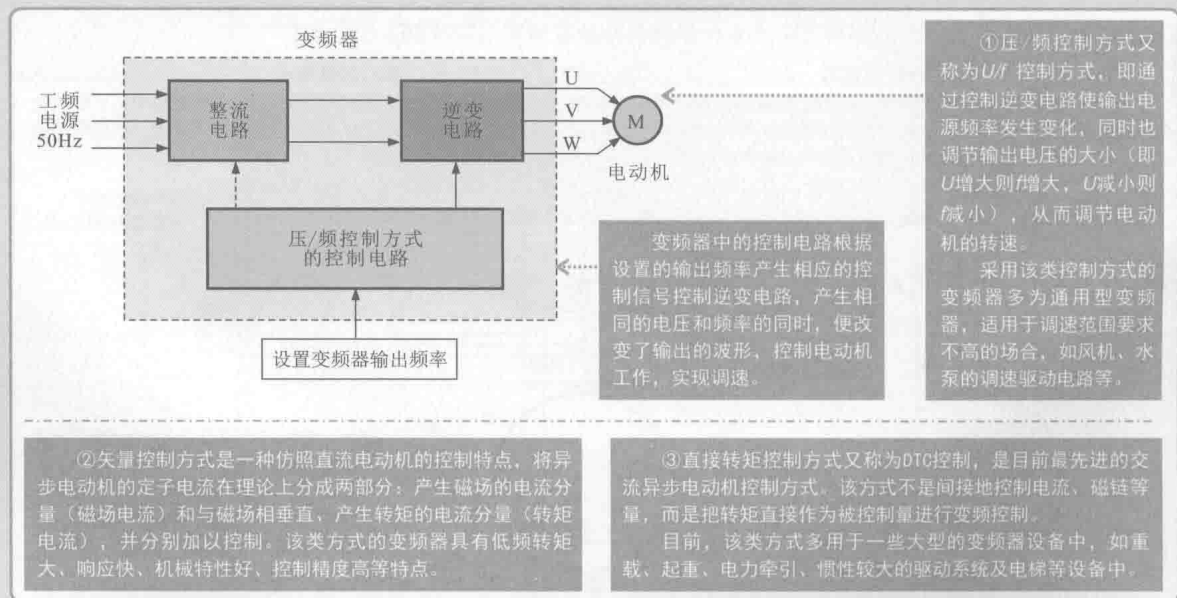 变频器
工频
电源
50Hz
整流
电路
逆变
电路
U
V
W
M
电动机
压/频控制方式
的控制电路
设置变频器输出频率
变频器中的控制电路根据
设置的输出频率产生相应的控
制信号控制逆变电路，产生相
同的电压和频率的同时，便改
变了输出的波形，控制电动机
工作，实现调速。
①压/频控制方式又
称为U/f 控制方式，即通
过控制逆变电路使输出电
源频率发生变化，同时也
调节输出电压的大小（即
U增大则f增大，U减小则
f减小），从而调节电动
机的转速。
采用该类控制方式的
变频器多为通用型变频
器，适用于调速范围要求
不高的场合，如风机、水
泵的调速驱动电路等。
②矢量控制方式是一种仿照直流电动机的控制特点，将异
步电动机的定子电流在理论上分成两部分：产生磁场的电流分
量（磁场电流）和与磁场相垂直、产生转矩的电流分量（转矩
电流），并分别加以控制。该类方式的变频器具有低频转矩
大、响应快、机械特性好、控制精度高等特点。
③直接转矩控制方式又称为DTC控制，是目前最先进的交
流异步电动机控制方式。该方式不是间接地控制电流、磁链等
量，而是把转矩直接作为被控制量进行变频控制。
目前，该类方式多用于一些大型的变频器设备中，如重
载、起重、电力牵引、惯性较大的驱动系统及电梯等设备中。